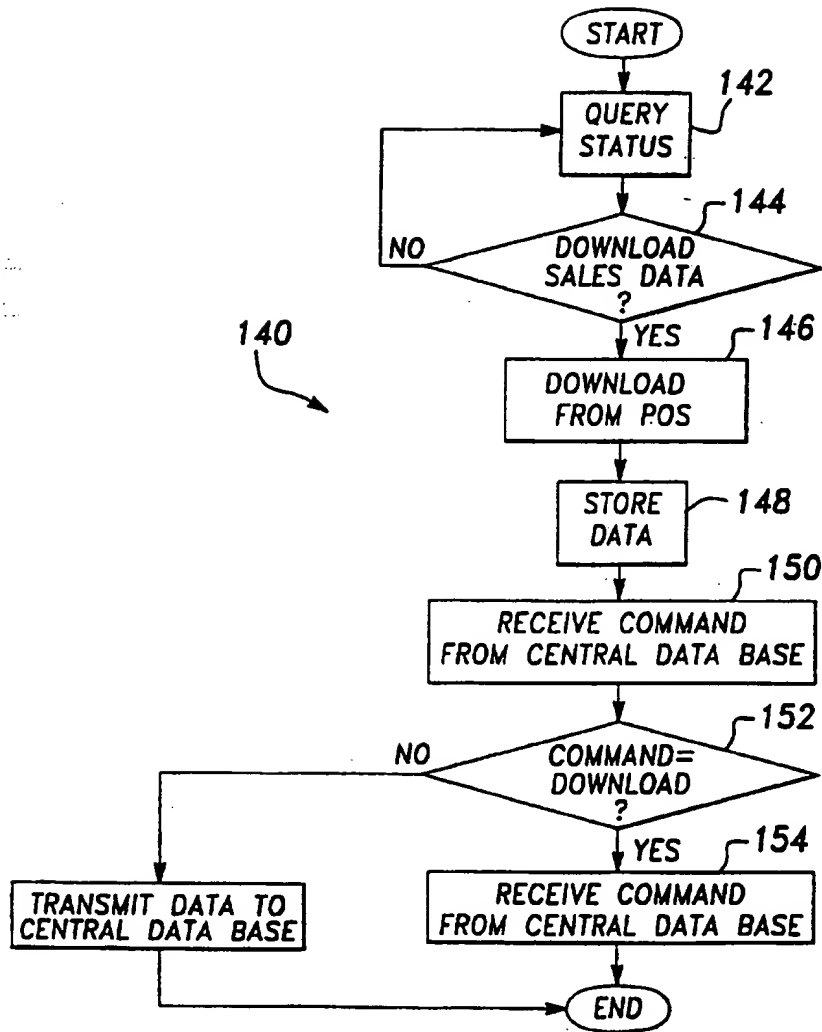 START
142
QUERY
STATUS
144
NO
DOWNLOAD
SALES DATA
?
YES
146
140
DOWNLOAD
FROM POS
STORE
DATA
148
150
RECEIVE COMMAND
FROM CENTRAL DATA BASE
152
NO
COMMAND=
DOWNLOAD
?
YES
154
TRANSMIT DATA TO
CENTRAL DATA BASE
RECEIVE COMMAND
FROM CENTRAL DATA BASE
END